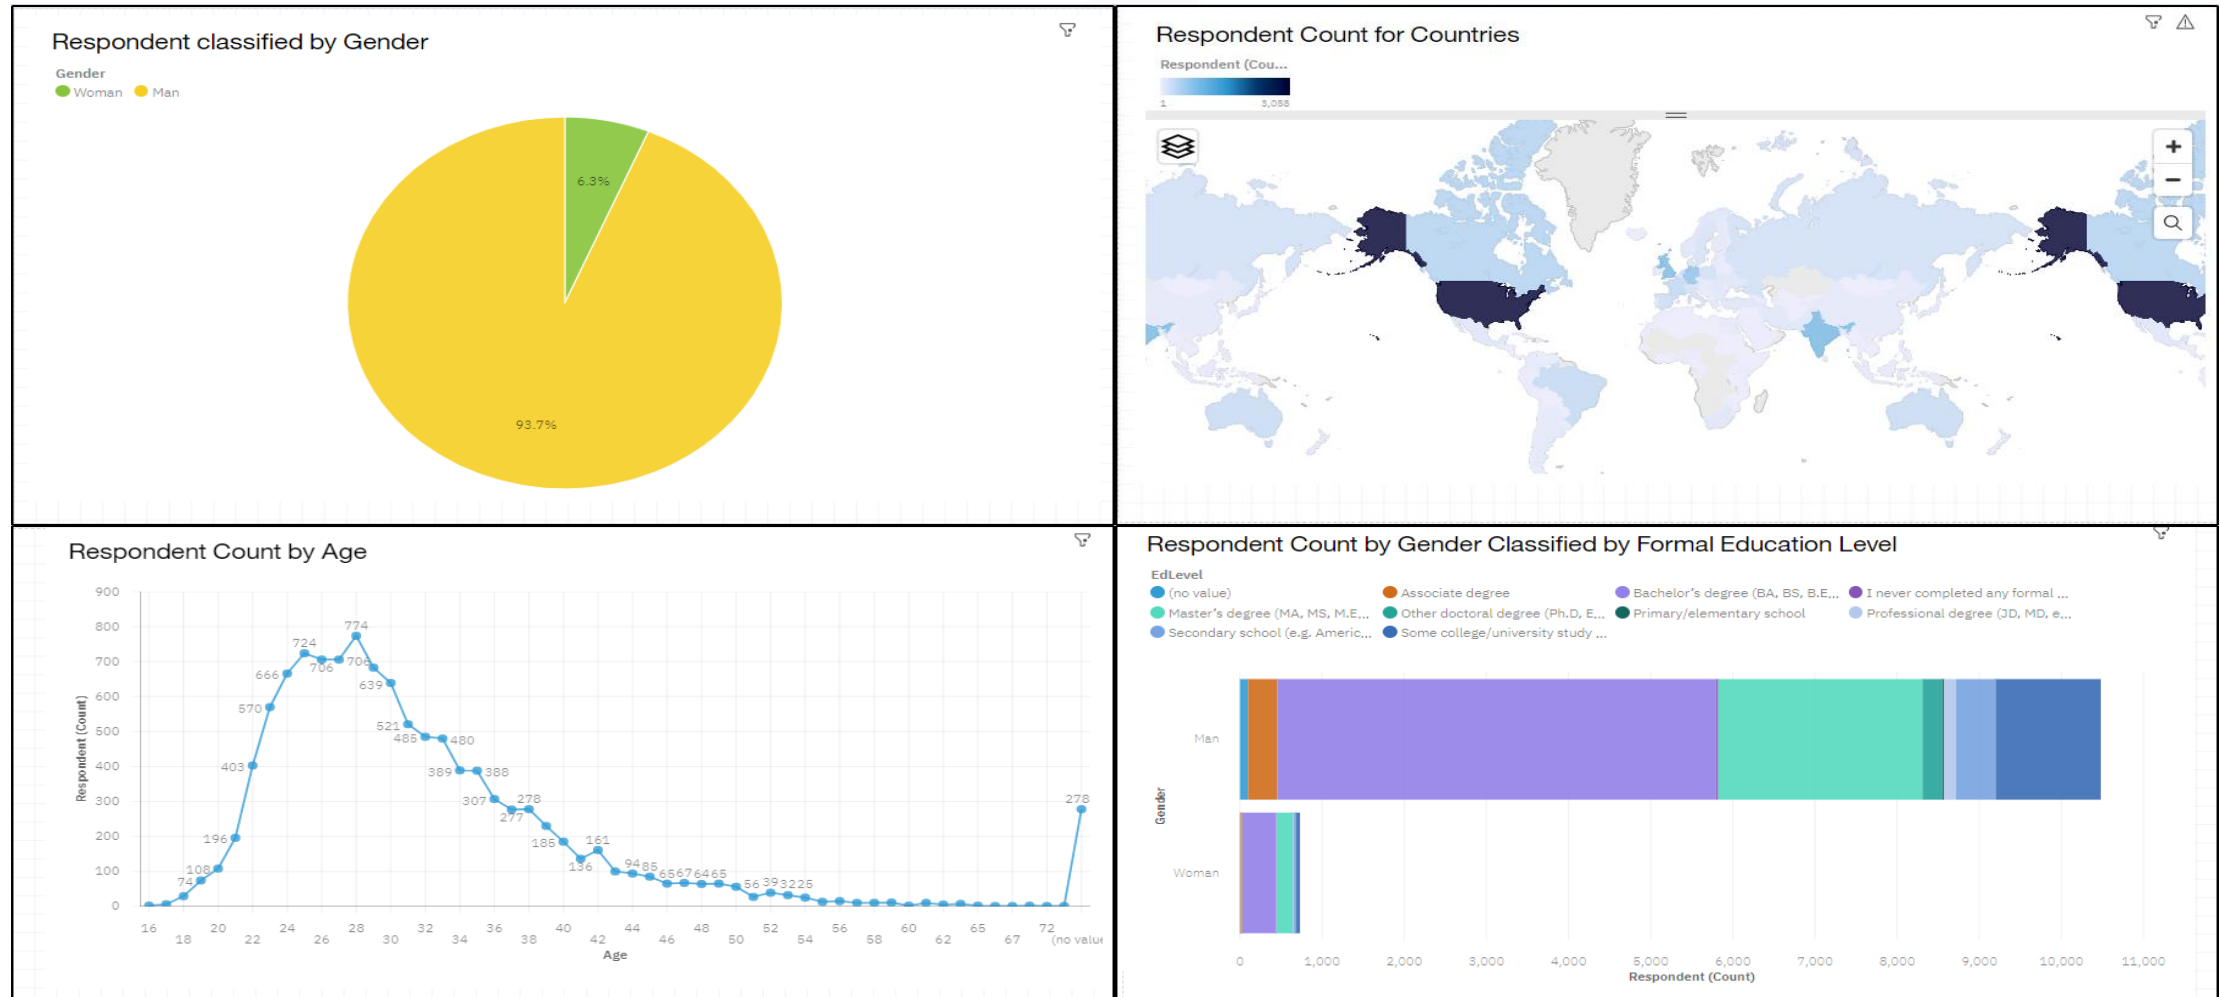 Respondent classified by Gender
Gender
Woman Man
6.3%
93.7%
Respondent Count for Countries
Respondent (Cou...
1 3,058
Respondent Count by Age
Respondent (Count)
900
800
700
600
500
400
300
200
100
0
74 108 196 403 570 666 724 706 706 774 639 521 485 480 389 388 307 277 278 185 136 161 94 85 65 67 64 65 56 39 32 25 278
16 18 20 22 24 26 28 30 32 34 36 38 40 42 44 46 48 50 52 54 56 58 60 62 65 67 72 (no value
Age
Respondent Count by Gender Classified by Formal Education Level
EdLevel
(no value) Associate degree Bachelor's degree (BA, BS, B.E... I never completed any formal ...
Master's degree (MA, MS, M.E... Other doctoral degree (Ph.D, E... Primary/elementary school Professional degree (JD, MD, e...
Secondary school (e.g. Americ... Some college/university study ...
Gender
Man
Woman
0 1,000 2,000 3,000 4,000 5,000 6,000 7,000 8,000 9,000 10,000 11,000
Respondent (Count)